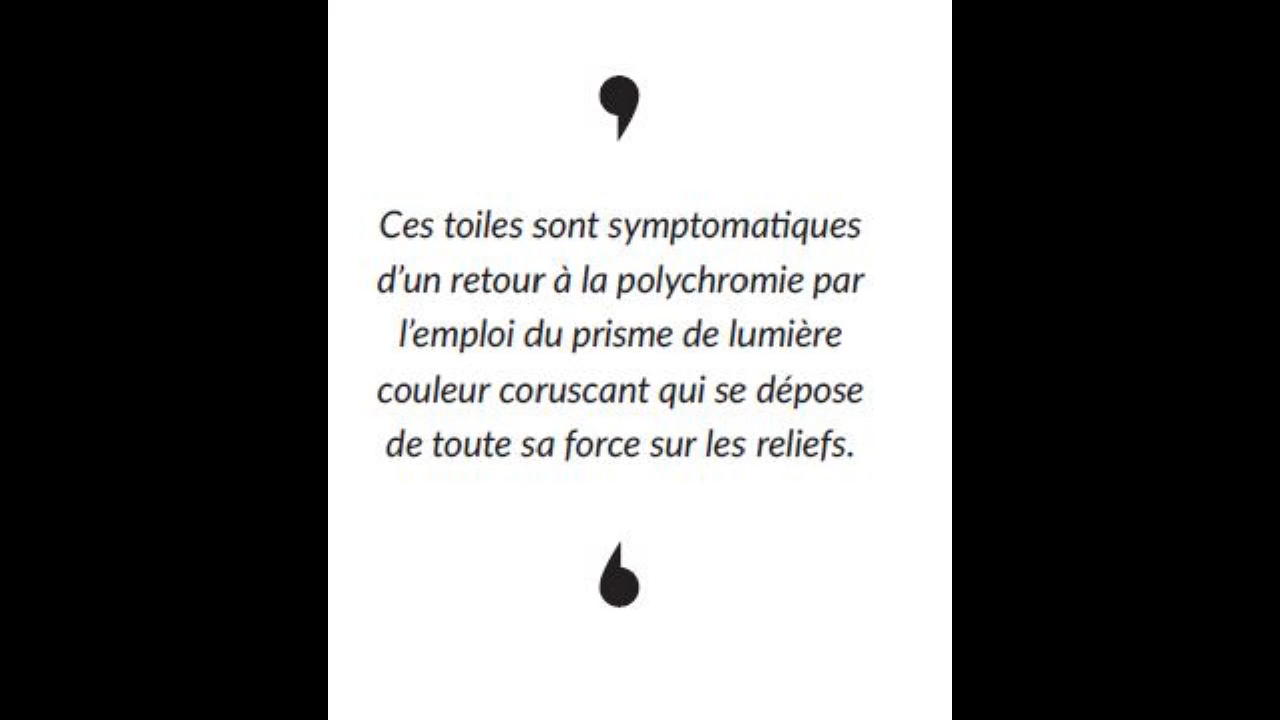 ❜
Ces toiles sont symptomatiques
d’un retour à la polychromie par
l’emploi du prisme de lumière
couleur coruscant qui se dépose
de toute sa force sur les reliefs.
❛